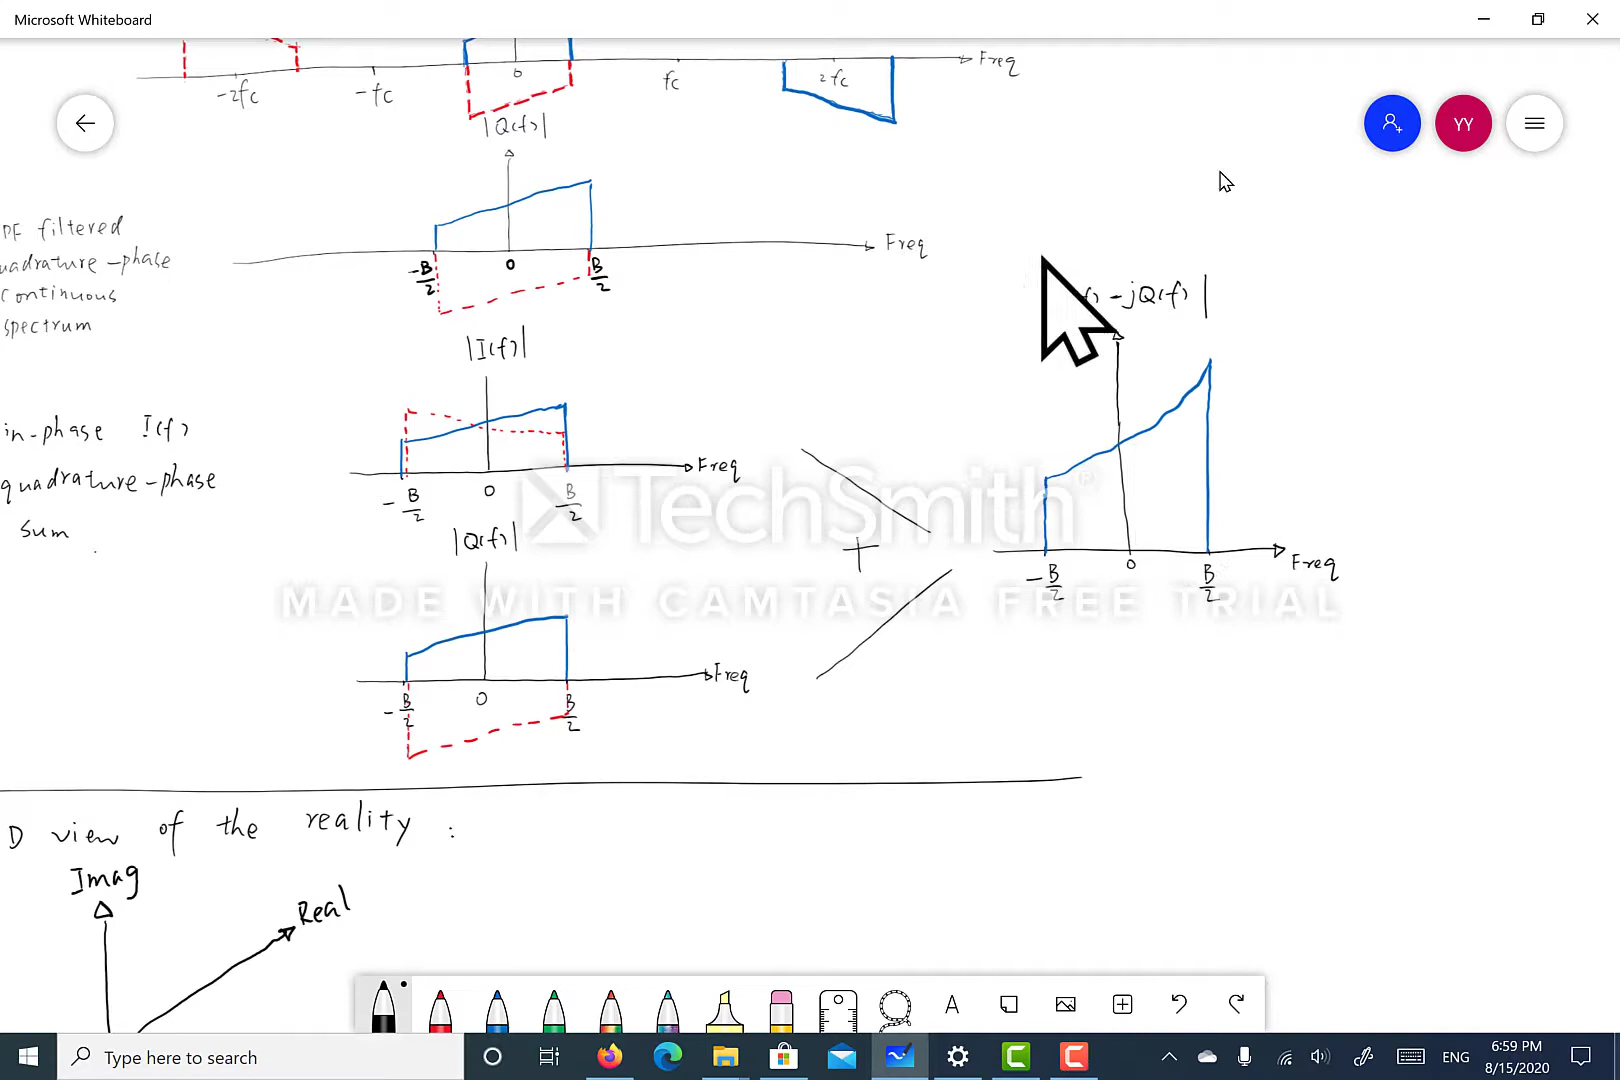 Microsoft Whiteboard
Freq
-2fc
-fc
0
fc
2fc
|Q(f)|
YY
PF filtered
uadrature-phase
continuous
spectrum
Freq
-B/2
0
B/2
-jQ(f)|
|I(f)|
in-phase I(f)
quadrature-phase
sum
Freq
-B/2
0
B/2
+
TechSmith®
MADE WITH CAMTASIA FREE TRIAL
|Q(f)|
Freq
-B/2
0
B/2
Freq
-B/2
0
B/2
D view of the reality :
Imag
Real
A
Type here to search
ENG
6:59 PM
8/15/2020